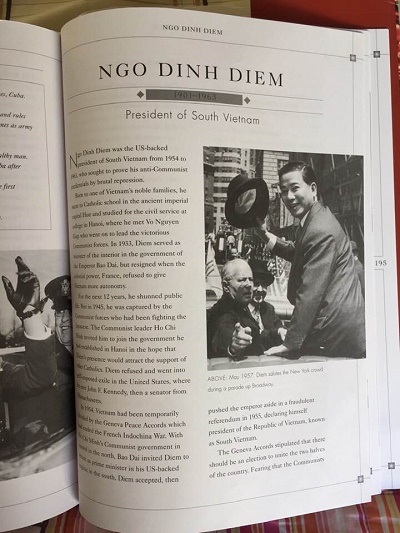 NGO DINH DIEM
NGO DINH DIEM
1901–1963
President of South Vietnam
es, Cuba.
and rules
nes as army
althy man.
ba after
e first
Ngo Dinh Diem was the US-backed
president of South Vietnam from 1954 to
1963, who sought to prove his anti-Communist
credentials by brutal repression.
Born to one of Vietnam's noble families, he
went to Catholic school in the ancient imperial
capital Hue and studied for the civil service at
college in Hanoi, where he met Vo Nguyen
Giap who went on to lead the victorious
Communist forces. In 1933, Diem served as
minister of the interior in the government of
the Emperor Bao Dai, but resigned when the
colonial power, France, refused to give
Vietnam more autonomy.
For the next 12 years, he shunned public
life. But in 1945, he was captured by the
Communist forces who had been fighting the
Japanese. The Communist leader Ho Chi
Minh invited him to join the government he
had established in Hanoi in the hope that
Diem's presence would attract the support of
other Catholics. Diem refused and went into
self-imposed exile in the United States, where
he met John F. Kennedy, then a senator from
Massachusetts.
In 1954, Vietnam had been temporarily
divided by the Geneva Peace Accords which
had ended the French Indochina War. With
Ho Chi Minh's Communist government in
power in the north, Bao Dai invited Diem to
serve as prime minister in his US-backed
regime in the south, Diem accepted, then
ABOVE: May 1957: Diem salutes the New York crowd
during a parade up Broadway.
pushed the emperor aside in a fraudulent
referendum in 1955, declaring himself
president of the Republic of Vietnam, known
as South Vietnam.
The Geneva Accords stipulated that there
should be an election to unite the two halves
of the country. Fearing that the Communists
195